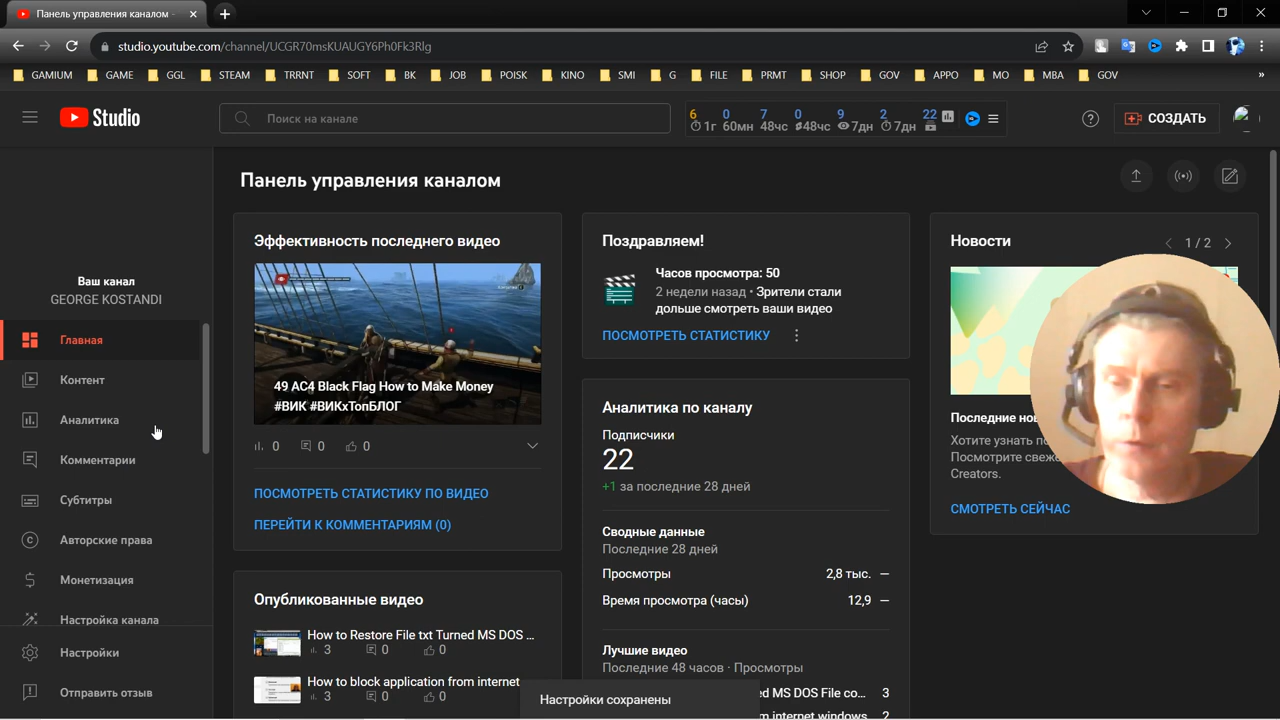 Панель управления каналом -
studio.youtube.com/channel/UCGR70msKUAUGY6Ph0Fk3Rlg
GAMIUM GAME GGL STEAM TRRNT SOFT BK JOB POISK KINO SMI G FILE PRMT SHOP GOV APPO MO MBA GOV »
Studio
Поиск на канале
6 0 7 0 9 2 22
1г 60мн 48чс 48чс 7дн 7дн
СОЗДАТЬ
Панель управления каналом
Ваш канал
GEORGE KOSTANDI
Главная
Контент
Аналитика
Комментарии
Субтитры
Авторские права
Монетизация
Настройка канала
Настройки
Отправить отзыв
Эффективность последнего видео
49 AC4 Black Flag How to Make Money
#ВИК #ВИКхТопБЛОГ
0 0 0
ПОСМОТРЕТЬ СТАТИСТИКУ ПО ВИДЕО
ПЕРЕЙТИ К КОММЕНТАРИЯМ (0)
Опубликованные видео
How to Restore File txt Turned MS DOS ...
3 0 0
How to block application from internet
3 0 0
Поздравляем!
Часов просмотра: 50
2 недели назад • Зрители стали
дольше смотреть ваши видео
ПОСМОТРЕТЬ СТАТИСТИКУ
Аналитика по каналу
Подписчики
22
+1 за последние 28 дней
Сводные данные
Последние 28 дней
Просмотры 2,8 тыс. —
Время просмотра (часы) 12,9 —
Лучшие видео
Последние 48 часов · Просмотры
ed MS DOS File co... 3
m internet windows 2
Настройки сохранены
Новости
1 / 2
Последние нов
Хотите узнать
Посмотрите
Creators.
СМОТРЕТЬ СЕЙЧАС